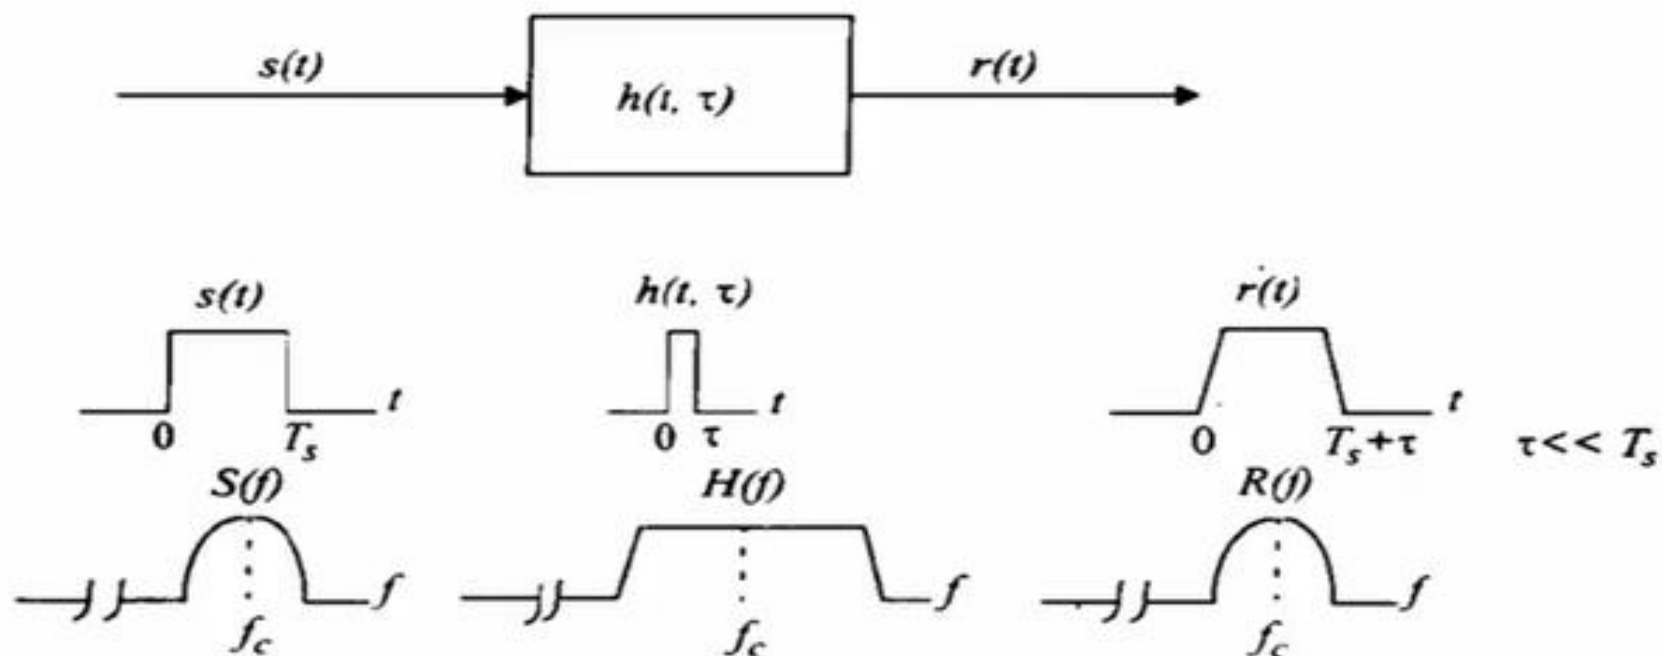 s(t)
h(t, τ)
r(t)
s(t)
h(t, τ)
r(t)
t
t
t
0
T_s
0
τ
0
T_s+τ
τ<< T_s
S(f)
H(f)
R(f)
f
f
f
f_c
f_c
f_c